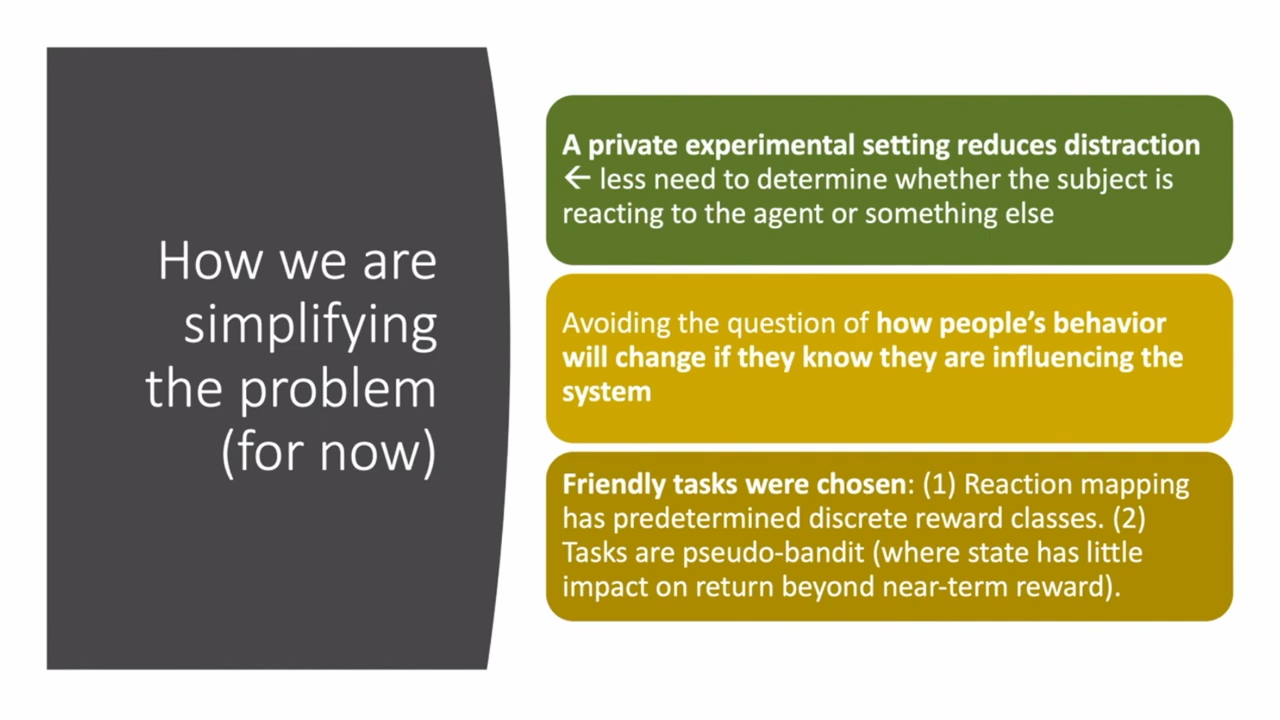 How we are
simplifying
the problem
(for now)
A private experimental setting reduces distraction
← less need to determine whether the subject is
reacting to the agent or something else
Avoiding the question of how people’s behavior
will change if they know they are influencing the
system
Friendly tasks were chosen: (1) Reaction mapping
has predetermined discrete reward classes. (2)
Tasks are pseudo-bandit (where state has little
impact on return beyond near-term reward).